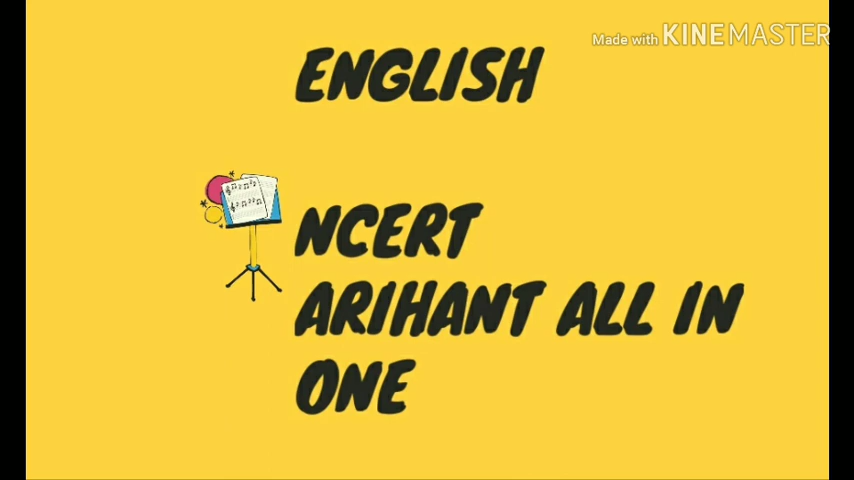 Made with KINEMASTER
ENGLISH
NCERT
ARIHANT ALL IN
ONE